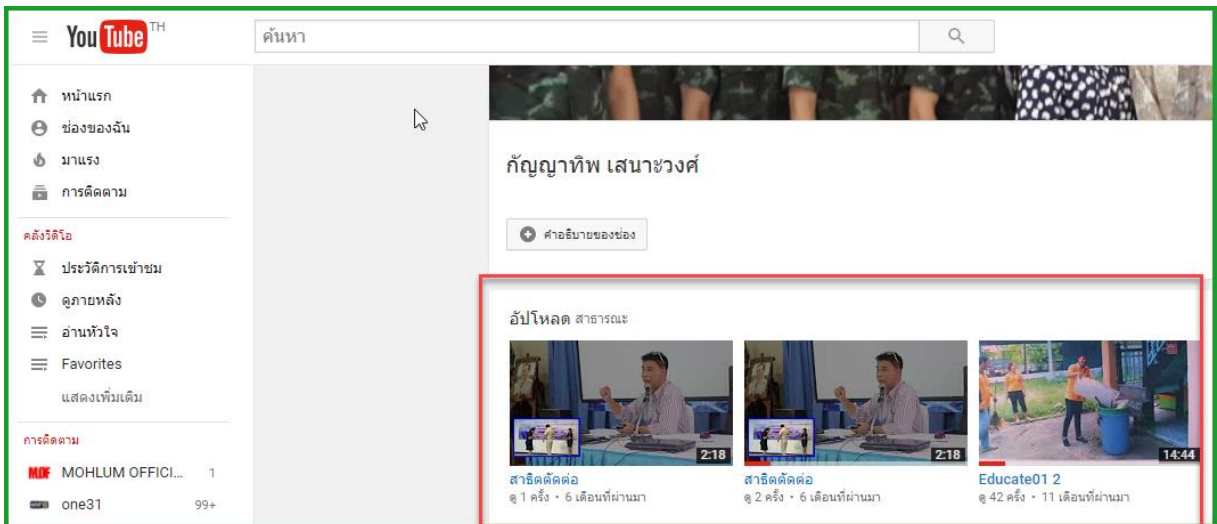 YouTube TH
ค้นหา
หน้าแรก
ช่องของฉัน
มาแรง
การติดตาม
คลังวิดีโอ
ประวัติการเข้าชม
ดูภายหลัง
อ่านหัวใจ
Favorites
แสดงเพิ่มเติม
การติดตาม
MOHLUM OFFICI... 1
one31 99+
กัญญาทิพ เสนาะวงศ์
คำอธิบายของช่อง
อัปโหลด สาธารณะ
2:18
2:18
14:44
สาธิตตัดต่อ
ดู 1 ครั้ง • 6 เดือนที่ผ่านมา
สาธิตตัดต่อ
ดู 2 ครั้ง • 6 เดือนที่ผ่านมา
Educate01 2
ดู 42 ครั้ง • 11 เดือนที่ผ่านมา